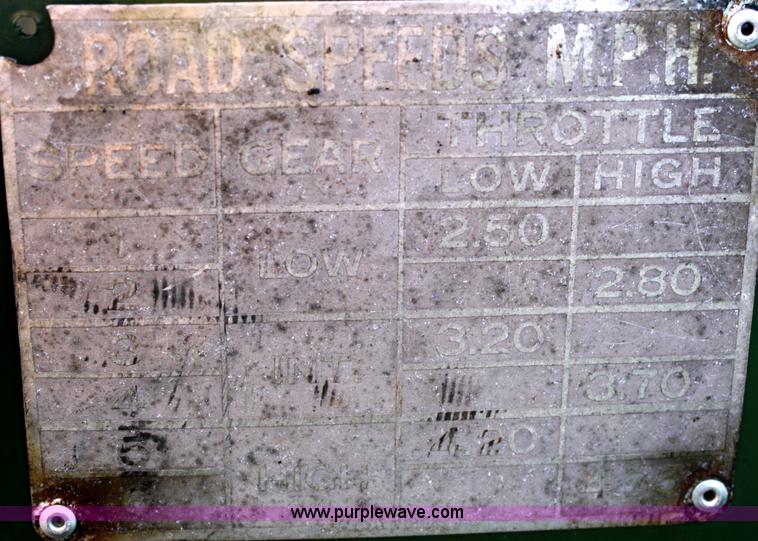 ROAD SPEEDS M.P.H.
SPEED GEAR THROTTLE
LOW HIGH
1 LOW 2.50 -
2 2.80
3 INT. 3.20 -
4 3.70
5 HIGH 4.20
www.purplewave.com